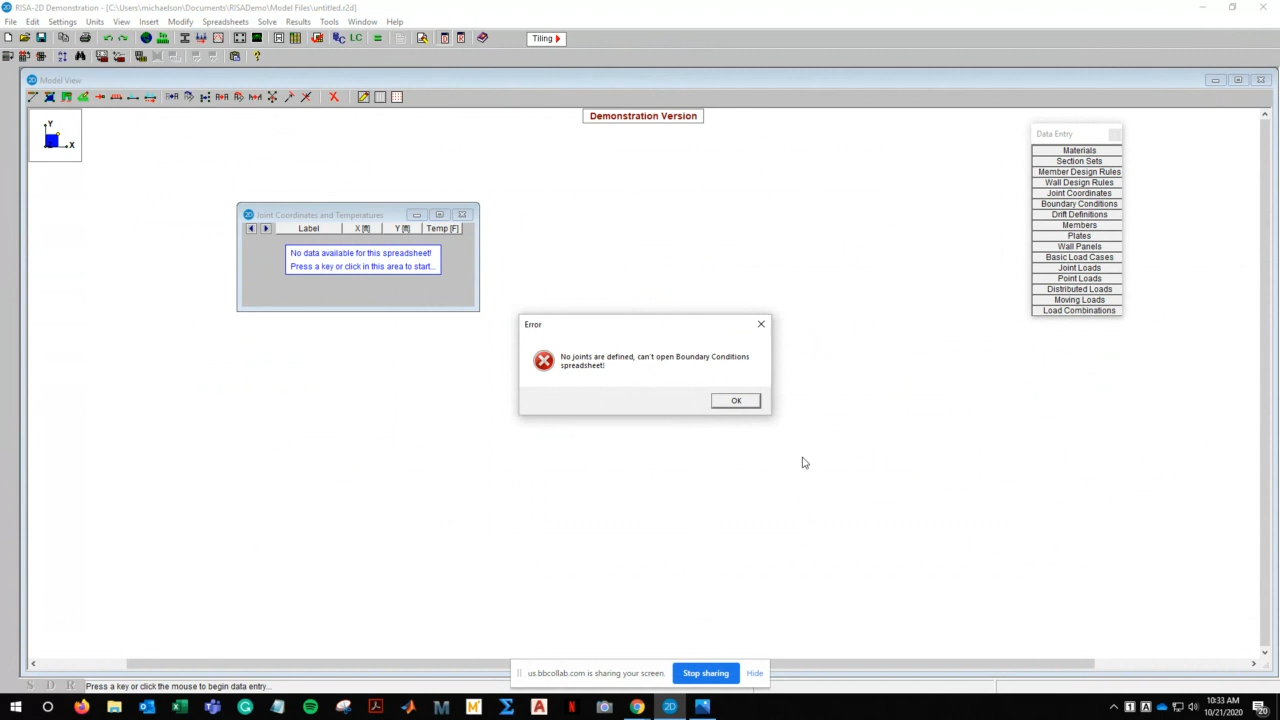 RISA-2D Demonstration - [C:\Users\michaelson\Documents\RISADemo\Model Files\untitled.r2d]
File Edit Settings Units View Insert Modify Spreadsheets Solve Results Tools Window Help
LC Tiling
Model View
Demonstration Version
Y
X
Data Entry
Materials
Section Sets
Member Design Rules
Wall Design Rules
Joint Coordinates
Boundary Conditions
Drift Definitions
Members
Plates
Wall Panels
Basic Load Cases
Joint Loads
Point Loads
Distributed Loads
Moving Loads
Load Combinations
2D Joint Coordinates and Temperatures
Label X [ft] Y [ft] Temp [F]
No data available for this spreadsheet!
Press a key or click in this area to start...
Error
No joints are defined, can't open Boundary Conditions
spreadsheet!
OK
us.bbcollab.com is sharing your screen. Stop sharing Hide
S D R Press a key or click the mouse to begin data entry...
10:33 AM
10/21/2020
20